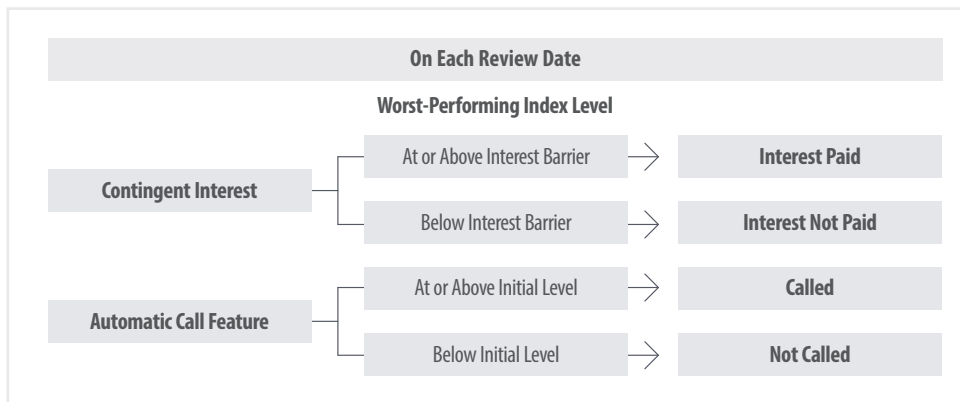 On Each Review Date
Worst-Performing Index Level
Contingent Interest
At or Above Interest Barrier
Interest Paid
Below Interest Barrier
Interest Not Paid
Automatic Call Feature
At or Above Initial Level
Called
Below Initial Level
Not Called